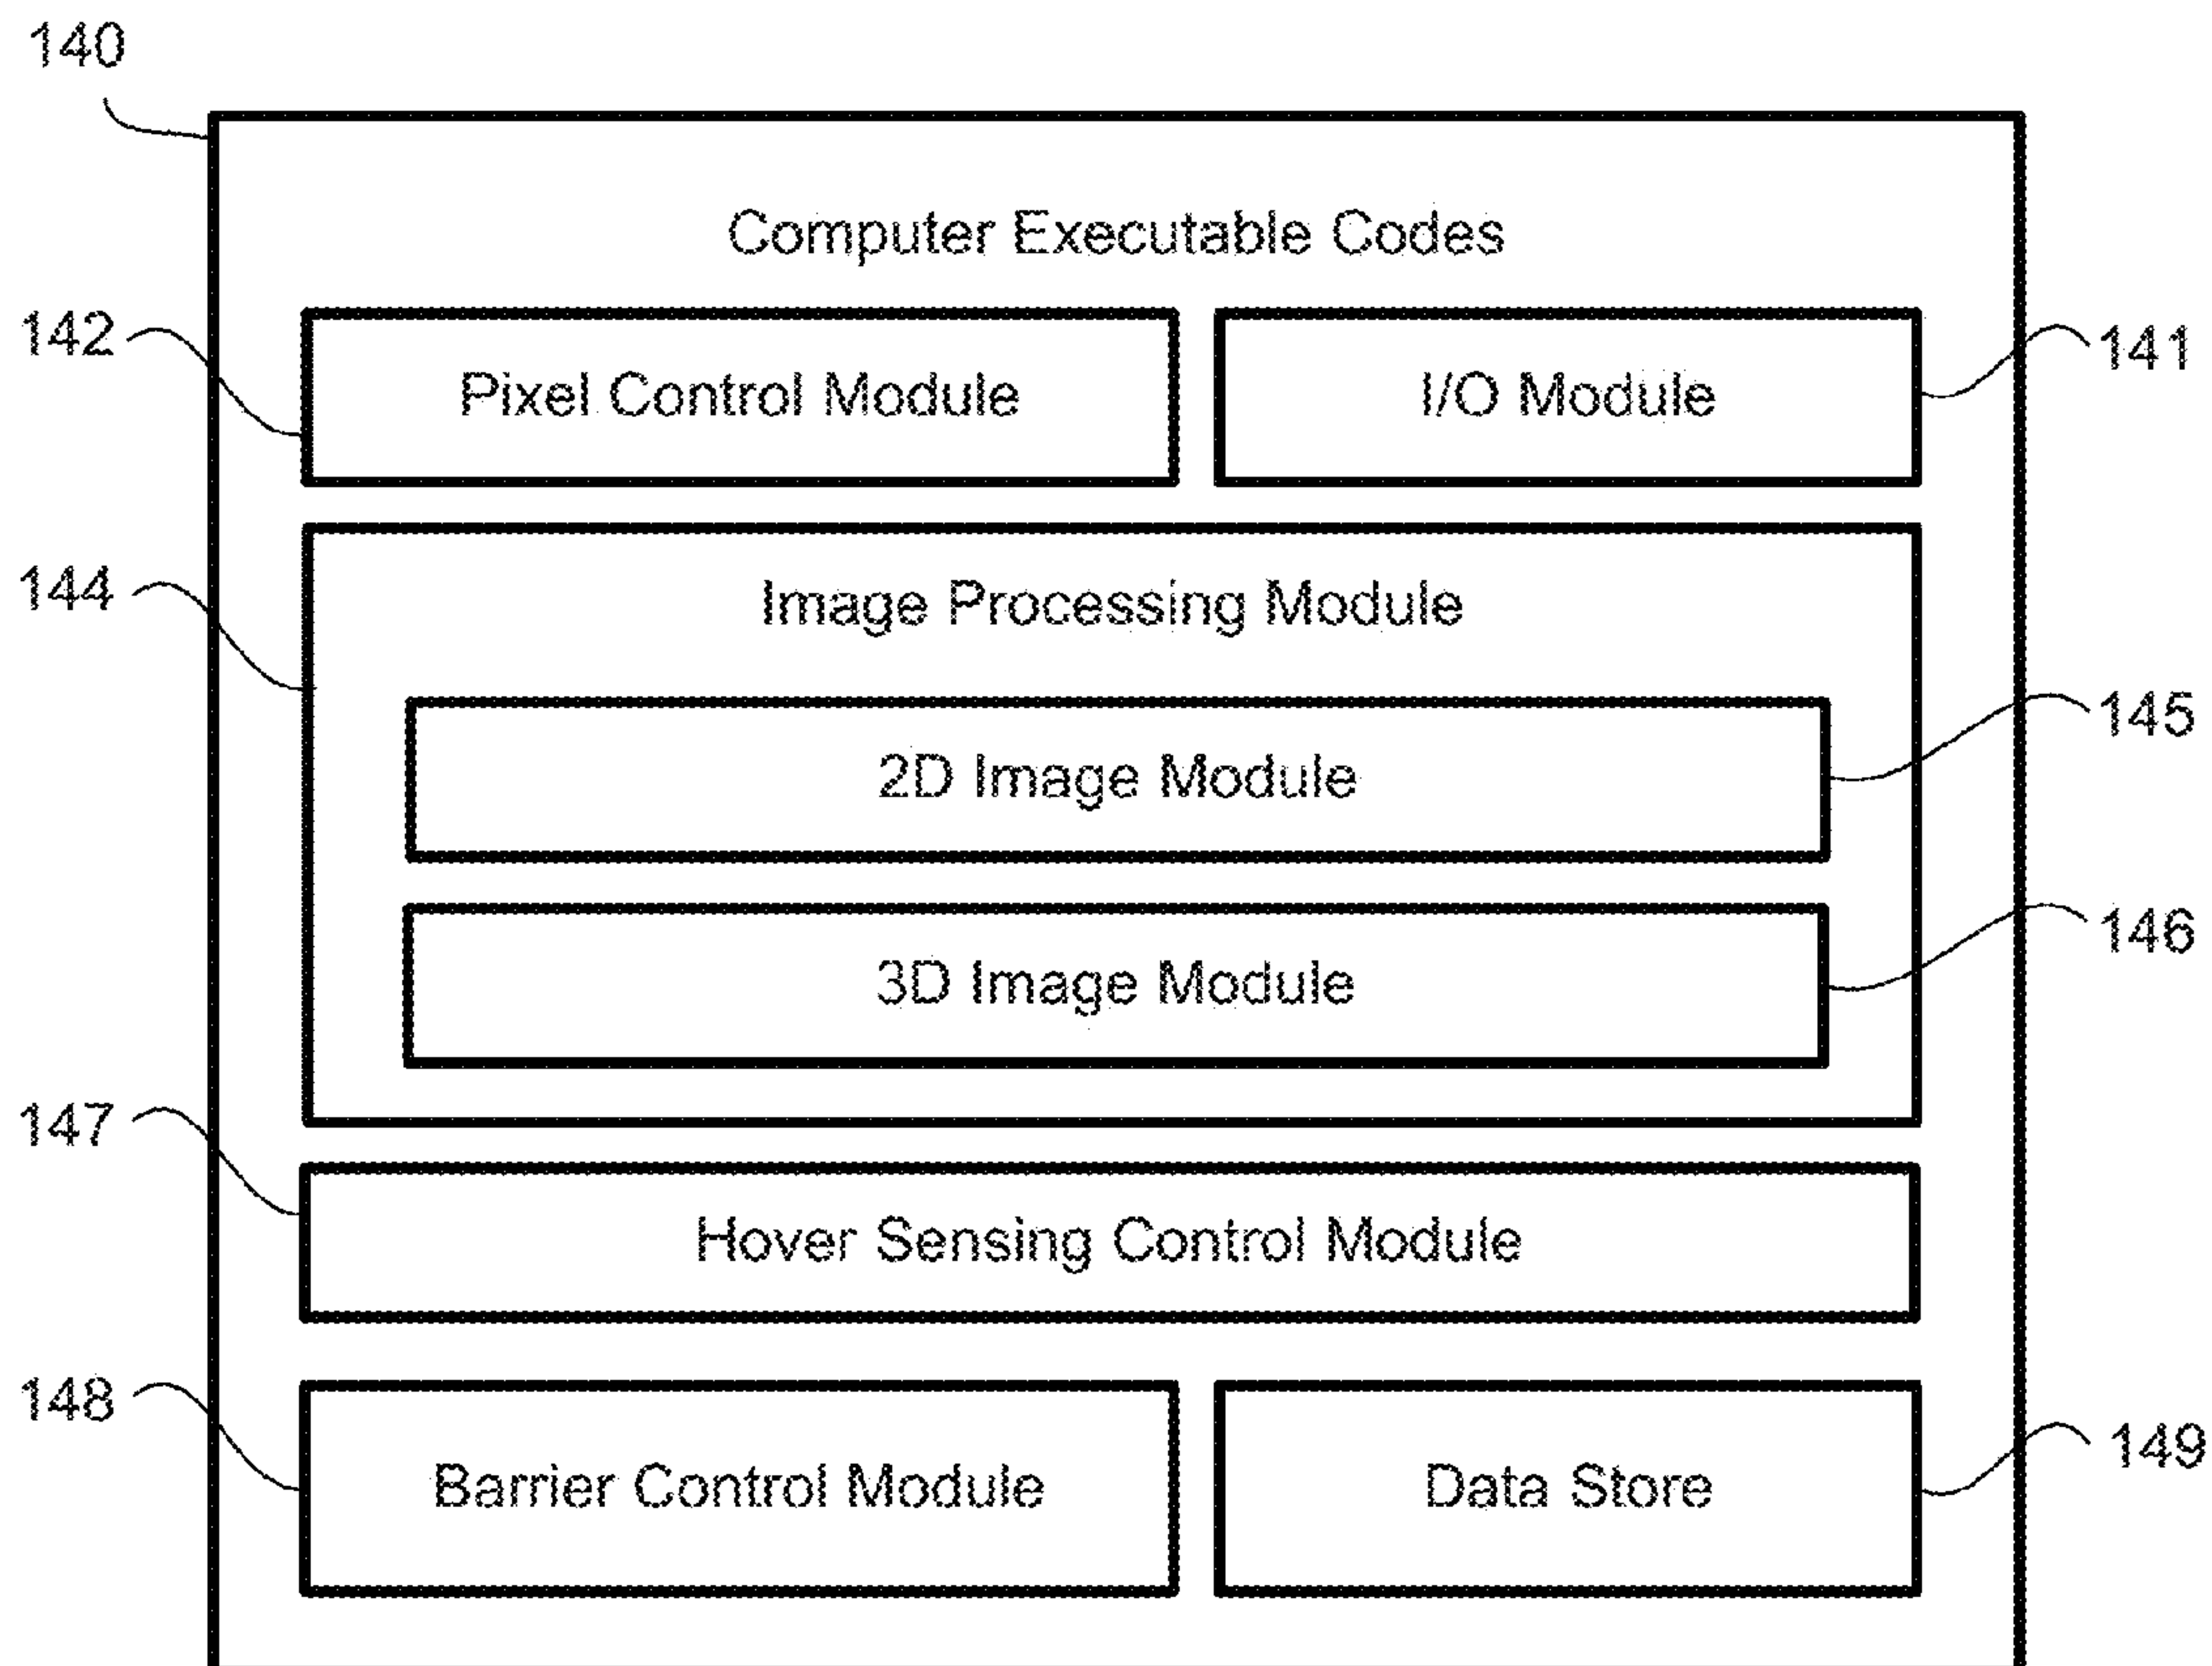 140
Computer Executable Codes
142
Pixel Control Module
I/O Module
141
144
Image Processing Module
2D Image Module
145
3D Image Module
146
147
Hover Sensing Control Module
148
Barrier Control Module
Data Store
149